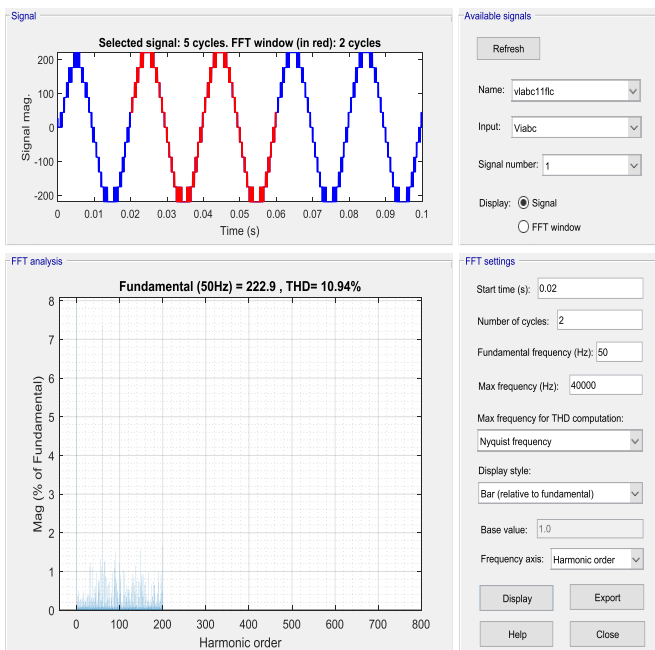 Signal
Selected signal: 5 cycles. FFT window (in red): 2 cycles
Signal mag.
200
100
0
-100
-200
0 0.01 0.02 0.03 0.04 0.05 0.06 0.07 0.08 0.09 0.1
Time (s)
Available signals
Refresh
Name: vlabc11flc
Input: Viabc
Signal number: 1
Display: Signal
FFT window
FFT analysis
Fundamental (50Hz) = 222.9 , THD= 10.94%
Mag (% of Fundamental)
8
7
6
5
4
3
2
1
0
0 100 200 300 400 500 600 700 800
Harmonic order
FFT settings
Start time (s): 0.02
Number of cycles: 2
Fundamental frequency (Hz): 50
Max frequency (Hz): 40000
Max frequency for THD computation:
Nyquist frequency
Display style:
Bar (relative to fundamental)
Base value: 1.0
Frequency axis: Harmonic order
Display Export
Help Close